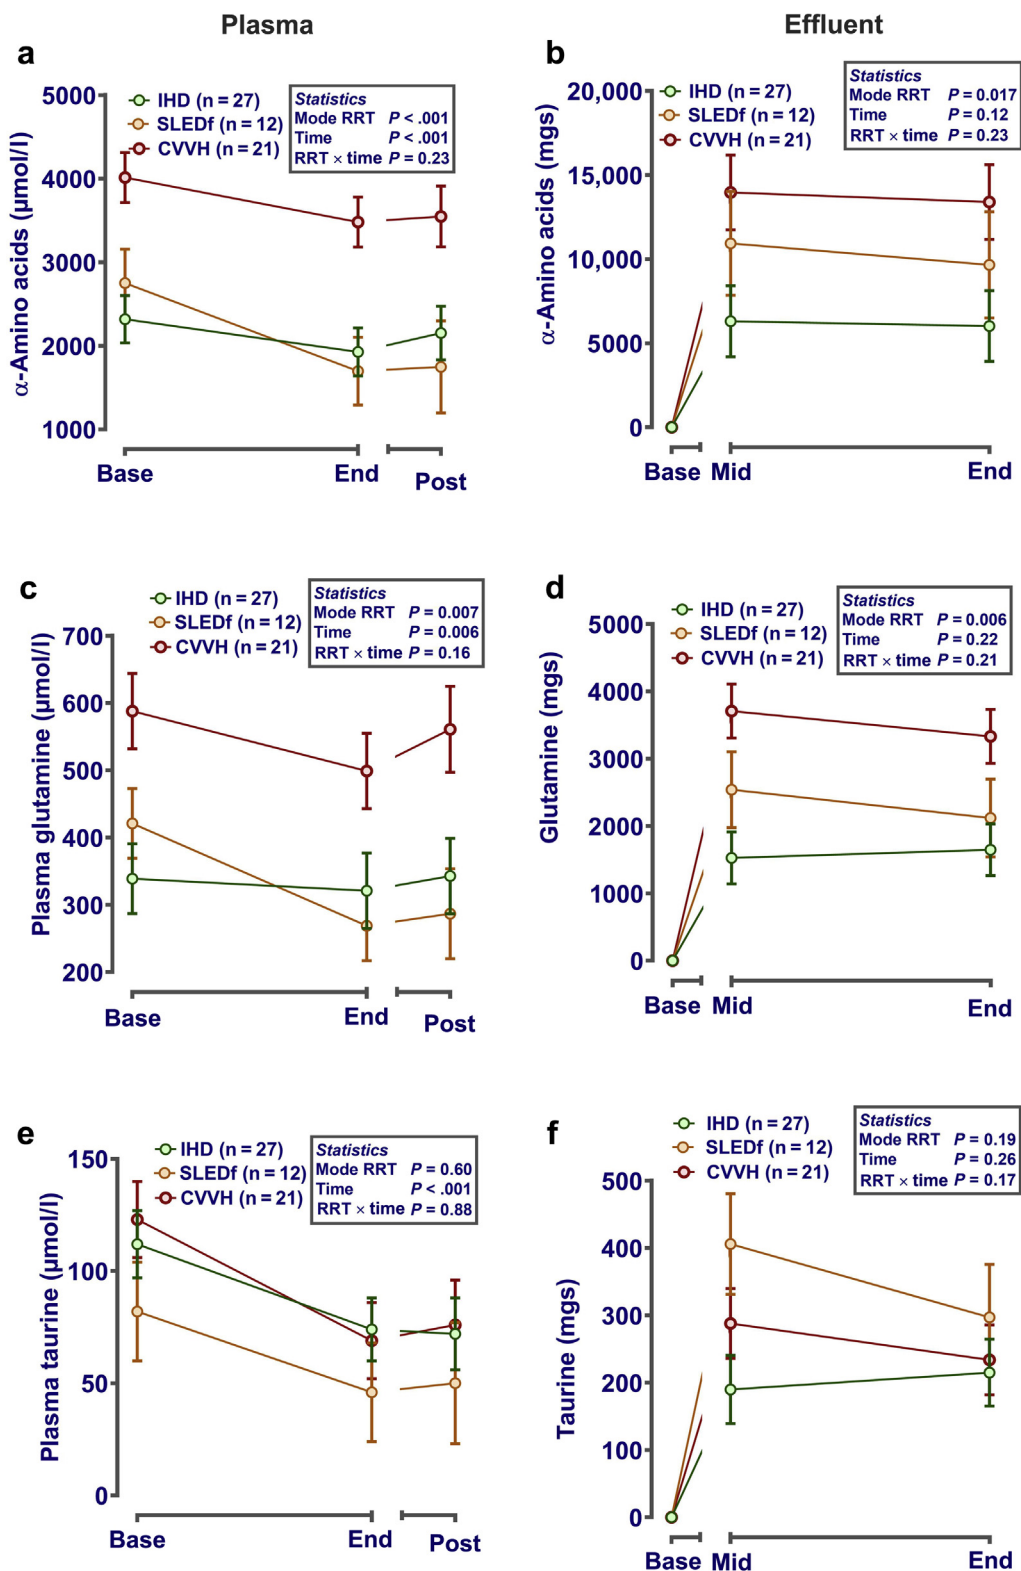 Plasma
Effluent
a
α-Amino acids (µmol/l)
5000
4000
3000
2000
1000
IHD (n = 27)
SLEDf (n = 12)
CVVH (n = 21)
Statistics
Mode RRT P < .001
Time P < .001
RRT × time P = 0.23
Base
End
Post
b
α-Amino acids (mgs)
20,000
15,000
10,000
5000
0
IHD (n = 27)
SLEDf (n = 12)
CVVH (n = 21)
Statistics
Mode RRT P = 0.017
Time P = 0.12
RRT × time P = 0.23
Base
Mid
End
c
Plasma glutamine (µmol/l)
700
600
500
400
300
200
IHD (n = 27)
SLEDf (n = 12)
CVVH (n = 21)
Statistics
Mode RRT P = 0.007
Time P = 0.006
RRT × time P = 0.16
Base
End
Post
d
Glutamine (mgs)
5000
4000
3000
2000
1000
0
IHD (n = 27)
SLEDf (n = 12)
CVVH (n = 21)
Statistics
Mode RRT P = 0.006
Time P = 0.22
RRT × time P = 0.21
Base
Mid
End
e
Plasma taurine (µmol/l)
150
100
50
0
IHD (n = 27)
SLEDf (n = 12)
CVVH (n = 21)
Statistics
Mode RRT P = 0.60
Time P < .001
RRT × time P = 0.88
Base
End
Post
f
Taurine (mgs)
500
400
300
200
100
0
IHD (n = 27)
SLEDf (n = 12)
CVVH (n = 21)
Statistics
Mode RRT P = 0.19
Time P = 0.26
RRT × time P = 0.17
Base
Mid
End